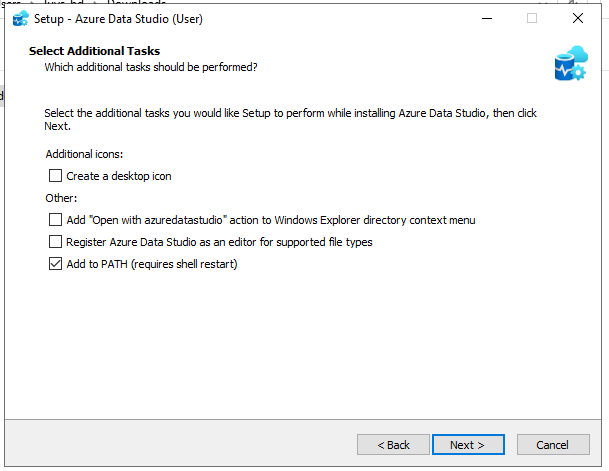 Setup - Azure Data Studio (User)
Select Additional Tasks
Which additional tasks should be performed?
Select the additional tasks you would like Setup to perform while installing Azure Data Studio, then click
Next.
Additional icons:
Create a desktop icon
Other:
Add "Open with azuredatastudio" action to Windows Explorer directory context menu
Register Azure Data Studio as an editor for supported file types
Add to PATH (requires shell restart)
< Back
Next >
Cancel